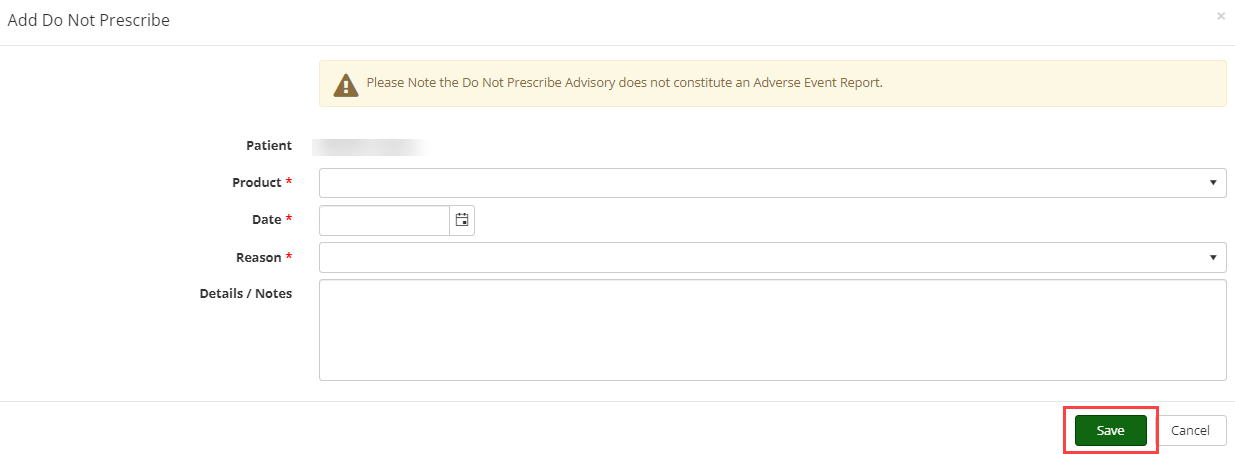 Add Do Not Prescribe
×
Please Note the Do Not Prescribe Advisory does not constitute an Adverse Event Report.
Patient
Product *
Date *
Reason *
Details / Notes
Save Cancel